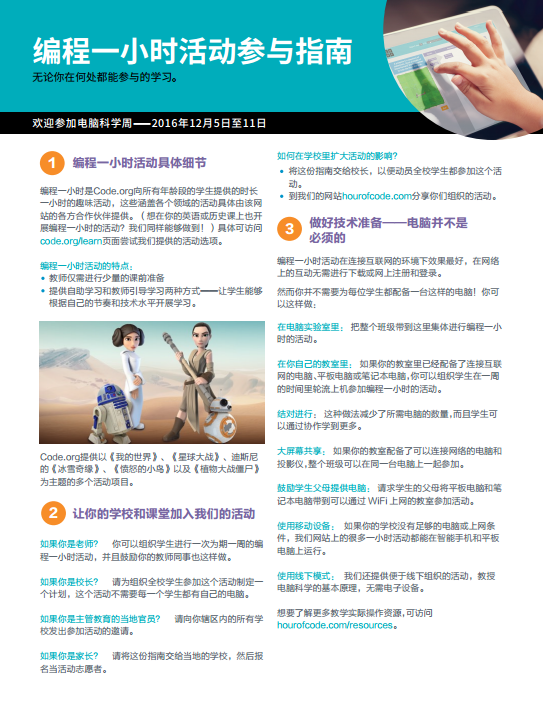 编程一小时活动参与指南
无论你在何处都能参与的学习。
欢迎参加电脑科学周——2016年12月5日至11日
1 编程一小时活动具体细节
编程一小时是Code.org向所有年龄段的学生提供的时长
一小时的趣味活动，这些涵盖各个领域的活动具体由该网
站的各方合作伙伴提供。（想在你的英语或历史课上也开
展编程一小时的活动？我们同样能够做到！）具体可访问
code.org/learn页面尝试我们提供的活动选项。
编程一小时活动的特点：
• 教师仅需进行少量的课前准备
• 提供自助学习和教师引导学习两种方式——让学生能够
根据自己的节奏和技术水平开展学习。
Code.org提供以《我的世界》、《星球大战》、迪斯尼
的《冰雪奇缘》、《愤怒的小鸟》以及《植物大战僵尸》
为主题的多个活动项目。
2 让你的学校和课堂加入我们的活动
如果你是老师？ 你可以组织学生进行一次为期一周的编
程一小时活动，并且鼓励你的教师同事也这样做。
如果你是校长？ 请为组织全校学生参加这个活动制定一
个计划，这个活动不需要每一个学生都有自己的电脑。
如果你是主管教育的当地官员？ 请向你辖区内的所有学
校发出参加活动的邀请。
如果你是家长？ 请将这份指南交给当地的学校，然后报
名当活动志愿者。
如何在学校里扩大活动的影响？
• 将这份指南交给校长，以便动员全校学生都参加这个活
动。
• 到我们的网站hourofcode.com分享你们组织的活动。
3 做好技术准备——电脑并不是
必须的
编程一小时活动在连接互联网的环境下效果最好，在网络
上的互动无需进行下载或网上注册和登录。
然而你并不需要为每位学生都配备一台这样的电脑！你可
以这样做：
在电脑实验室里： 把整个班级带到这里集体进行编程一小
时的活动。
在你自己的教室里： 如果你的教室里已经配备了连接互联
网的电脑、平板电脑或笔记本电脑，你可以组织学生在一周
的时间里轮流上机参加编程一小时的活动。
结对进行： 这种做法减少了所需电脑的数量，而且学生可
以通过协作学到更多。
大屏幕共享： 如果你的教室配备了可以连接网络的电脑和
投影仪，整个班级可以在同一台电脑上一起参加。
鼓励学生父母提供电脑： 请求学生的父母将平板电脑和笔
记本电脑带到可以通过 WiFi 上网的教室参加活动。
使用移动设备： 如果你的学校没有足够的电脑或上网条
件，我们网站上的很多一小时活动都能在智能手机和平板
电脑上运行。
使用线下模式： 我们还提供便于线下组织的活动，教授
电脑科学的基本原理，无需电子设备。
想要了解更多教学实际操作资源，可访问
hourofcode.com/resources。